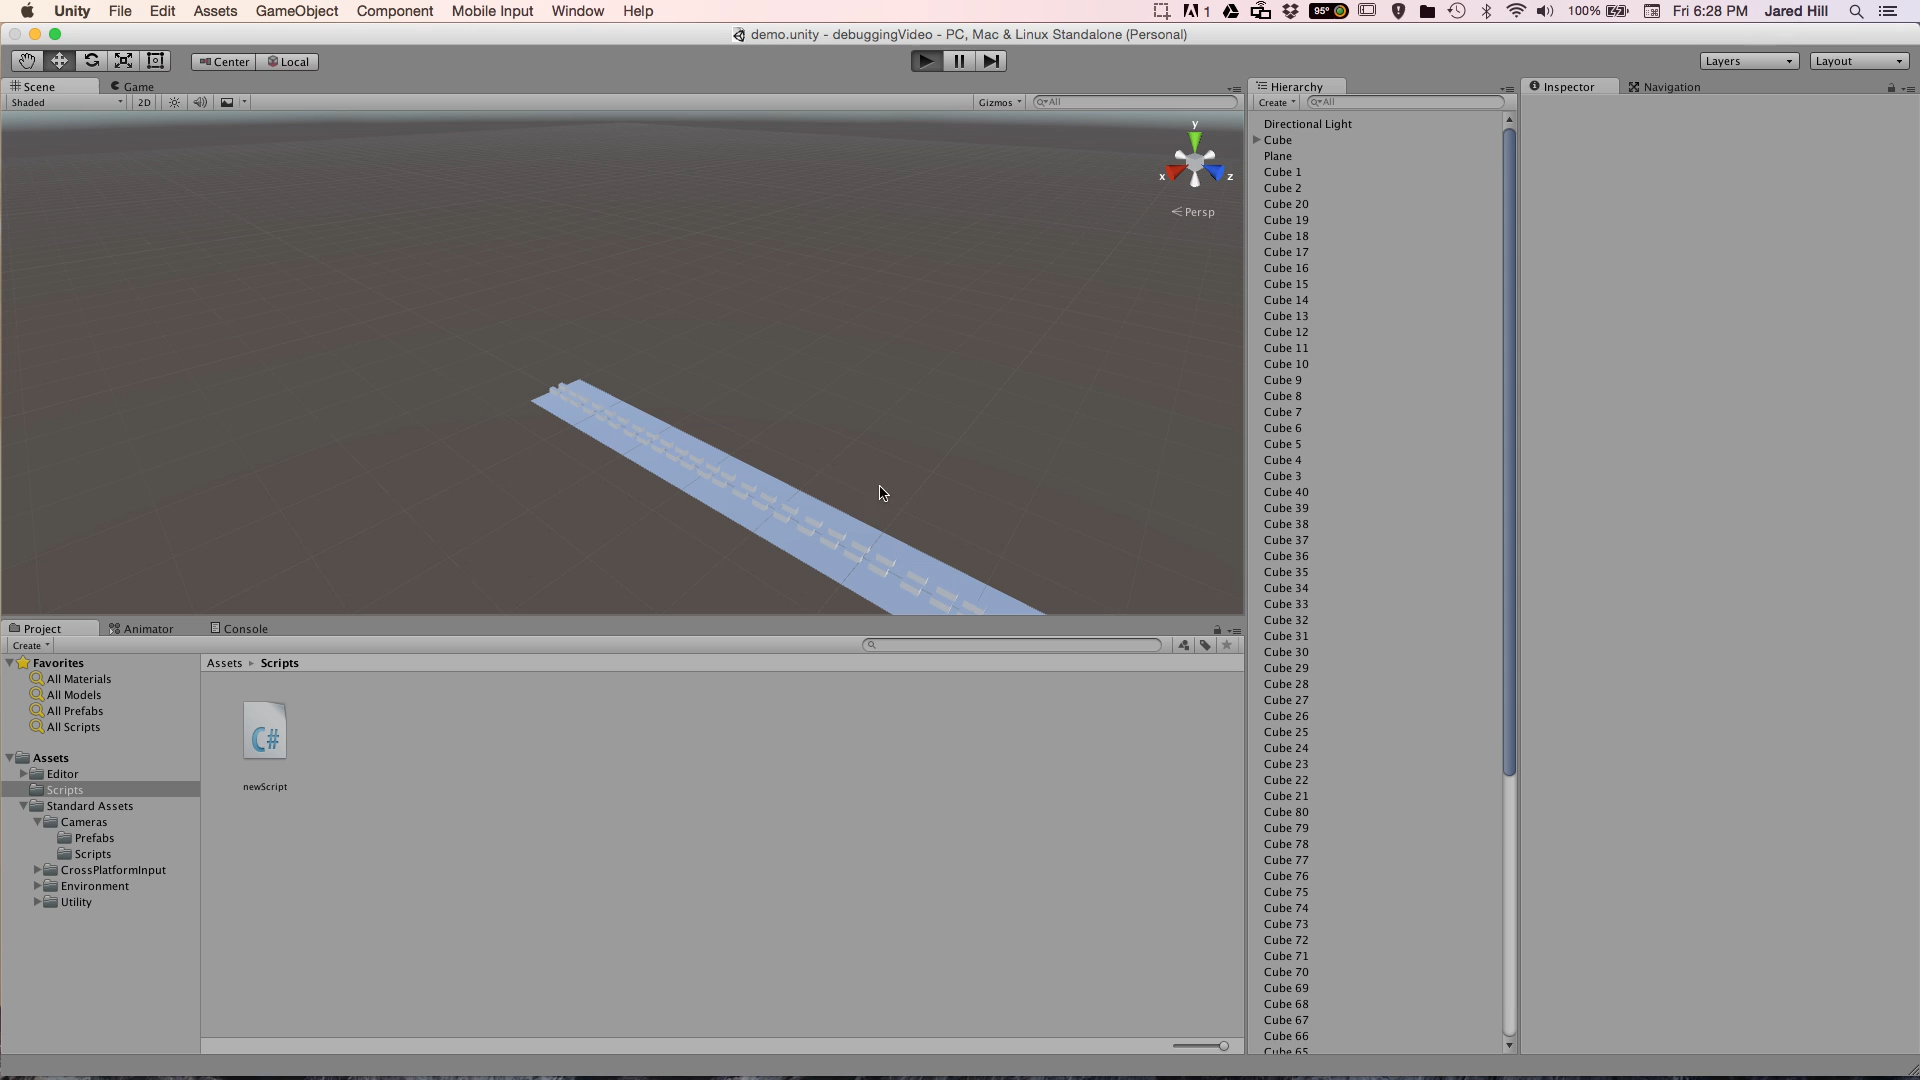 Unity File Edit Assets GameObject Component Mobile Input Window Help 1 95° 100% Fri 6:28 PM Jared Hill
demo.unity - debuggingVideo - PC, Mac & Linux Standalone (Personal)
Center Local Layers Layout
Scene Game
Shaded 2D Gizmos All
y
x z
Persp
Hierarchy
Create All
Directional Light
Cube
Plane
Cube 1
Cube 2
Cube 20
Cube 19
Cube 18
Cube 17
Cube 16
Cube 15
Cube 14
Cube 13
Cube 12
Cube 11
Cube 10
Cube 9
Cube 8
Cube 7
Cube 6
Cube 5
Cube 4
Cube 3
Cube 40
Cube 39
Cube 38
Cube 37
Cube 36
Cube 35
Cube 34
Cube 33
Cube 32
Cube 31
Cube 30
Cube 29
Cube 28
Cube 27
Cube 26
Cube 25
Cube 24
Cube 23
Cube 22
Cube 21
Cube 80
Cube 79
Cube 78
Cube 77
Cube 76
Cube 75
Cube 74
Cube 73
Cube 72
Cube 71
Cube 70
Cube 69
Cube 68
Cube 67
Cube 66
Cube 65
Inspector Navigation
Project Animator Console
Create
Favorites
All Materials
All Models
All Prefabs
All Scripts
Assets
Editor
Scripts
Standard Assets
Cameras
Prefabs
Scripts
CrossPlatformInput
Environment
Utility
Assets Scripts
C#
newScript